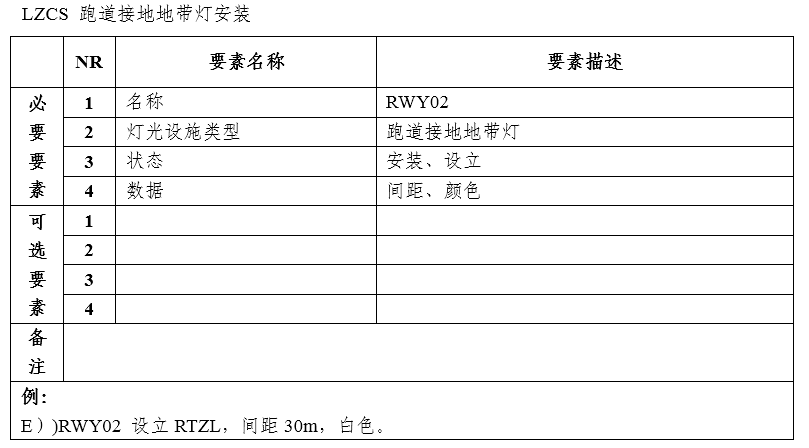 LZCS 跑道接地地带灯安装
NR 要素名称 要素描述
必要要素
1 名称 RWY02
2 灯光设施类型 跑道接地地带灯
3 状态 安装、设立
4 数据 间距、颜色
可选要素
1
2
3
4
备注
例：
E））RWY02 设立 RTZL，间距 30m，白色。